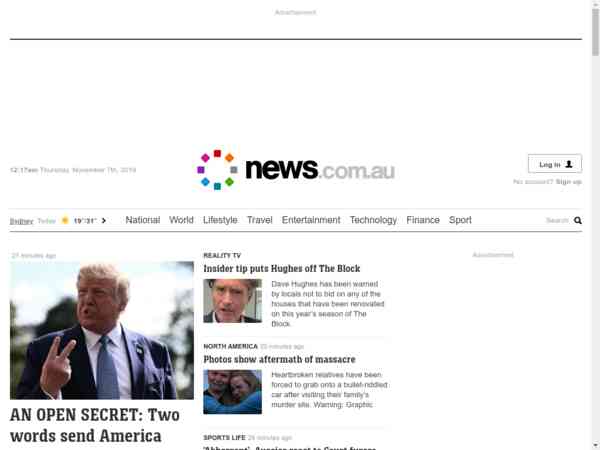 Advertisement
12:17am Thursday, November 7th, 2019
news.com.au
Log in
No account? Sign up
Sydney Today 19°/31° National World Lifestyle Travel Entertainment Technology Finance Sport Search
27 minutes ago
AN OPEN SECRET: Two
words send America
REALITY TV
Insider tip puts Hughes off The Block
Dave Hughes has been warned
by locals not to bid on any of the
houses that have been renovated
on this year's season of The
Block.
NORTH AMERICA
Photos show aftermath of massacre
Heartbroken relatives have been
forced to grab onto a bullet-riddled
car after visiting their family's
murder site. Warning: Graphic
SPORTS LIFE 26 minutes ago
Advertisement